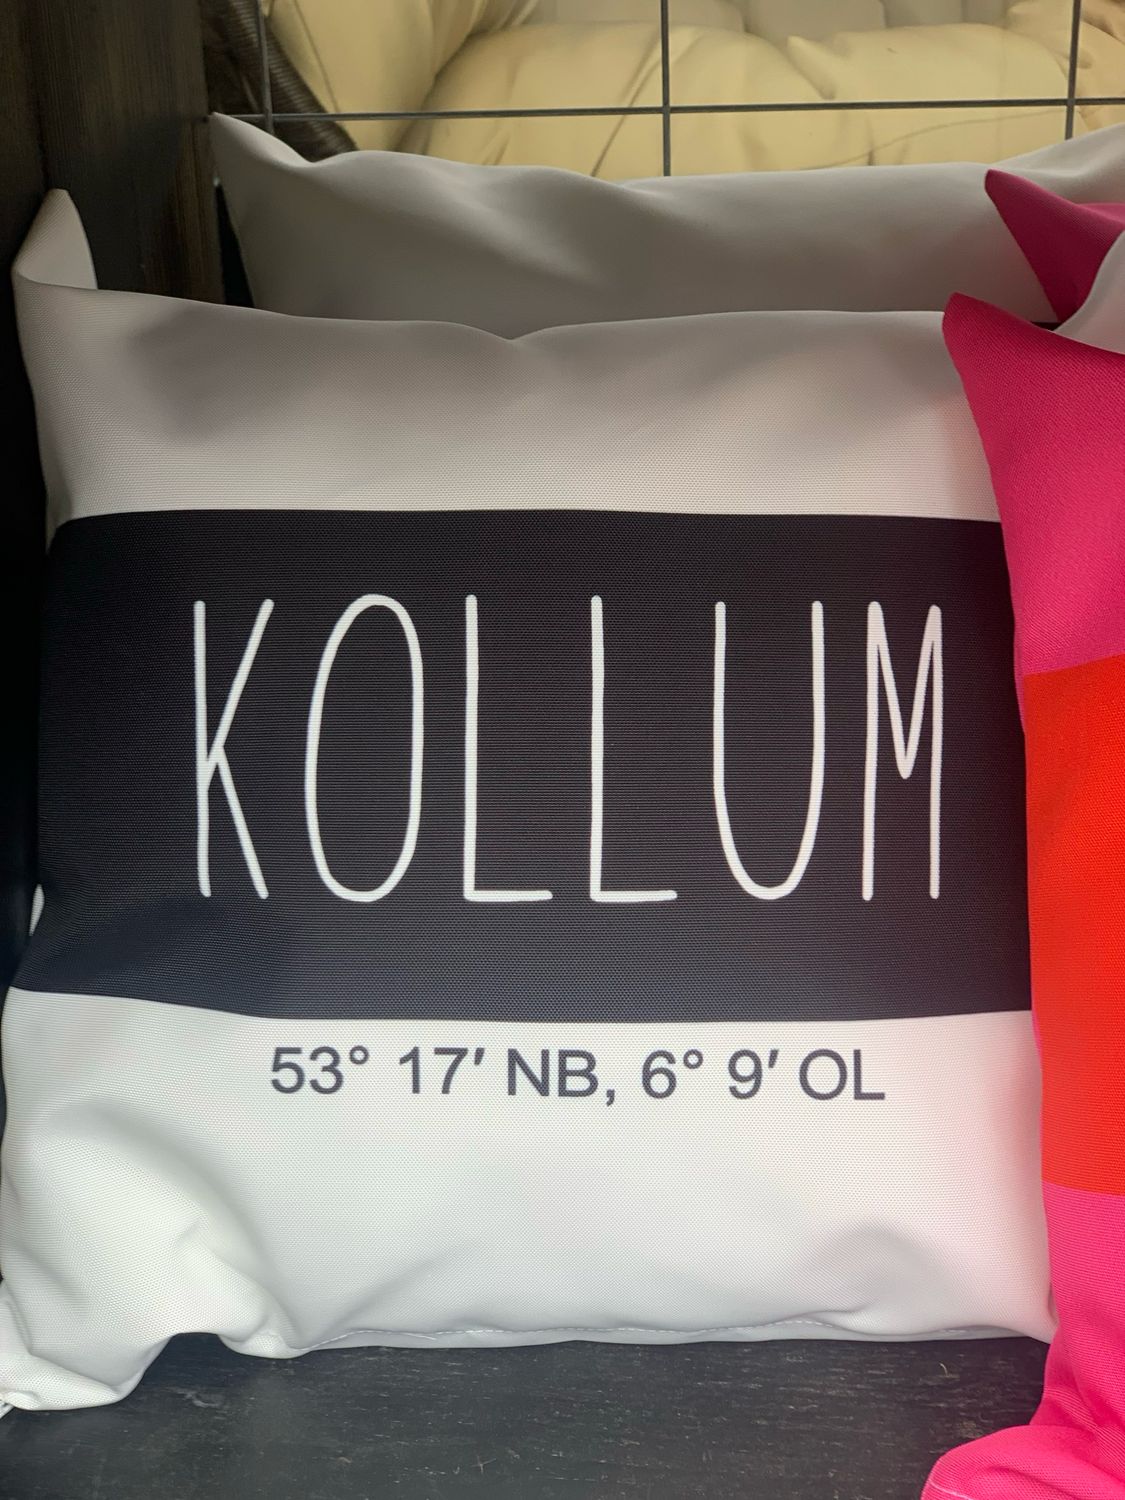 KOLLUM
53° 17′ NB, 6° 9′ OL